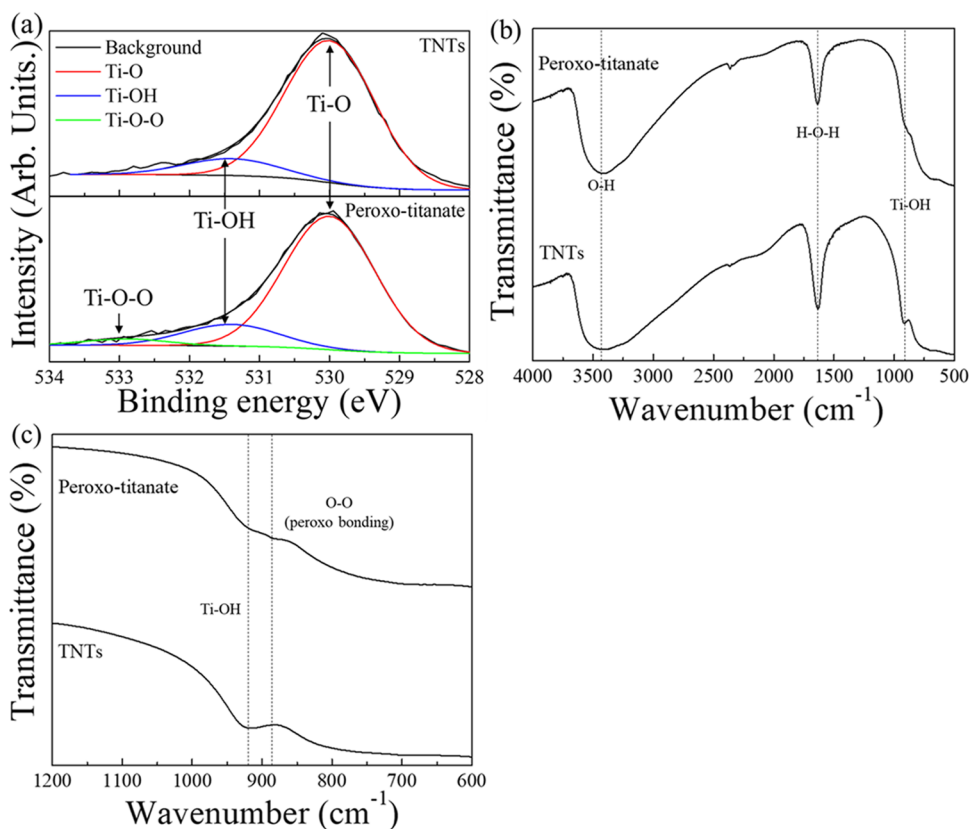 (a)
Background
Ti-O
Ti-OH
Ti-O-O
TNTs
Ti-O
Ti-OH
Peroxo-titanate
Ti-O-O
Intensity (Arb. Units.)
534 533 532 531 530 529 528
Binding energy (eV)
(b)
Peroxo-titanate
H-O-H
O-H
Ti-OH
TNTs
Transmittance (%)
4000 3500 3000 2500 2000 1500 1000 500
Wavenumber (cm⁻¹)
(c)
Peroxo-titanate
O-O
(peroxo bonding)
Ti-OH
TNTs
Transmittance (%)
1200 1100 1000 900 800 700 600
Wavenumber (cm⁻¹)